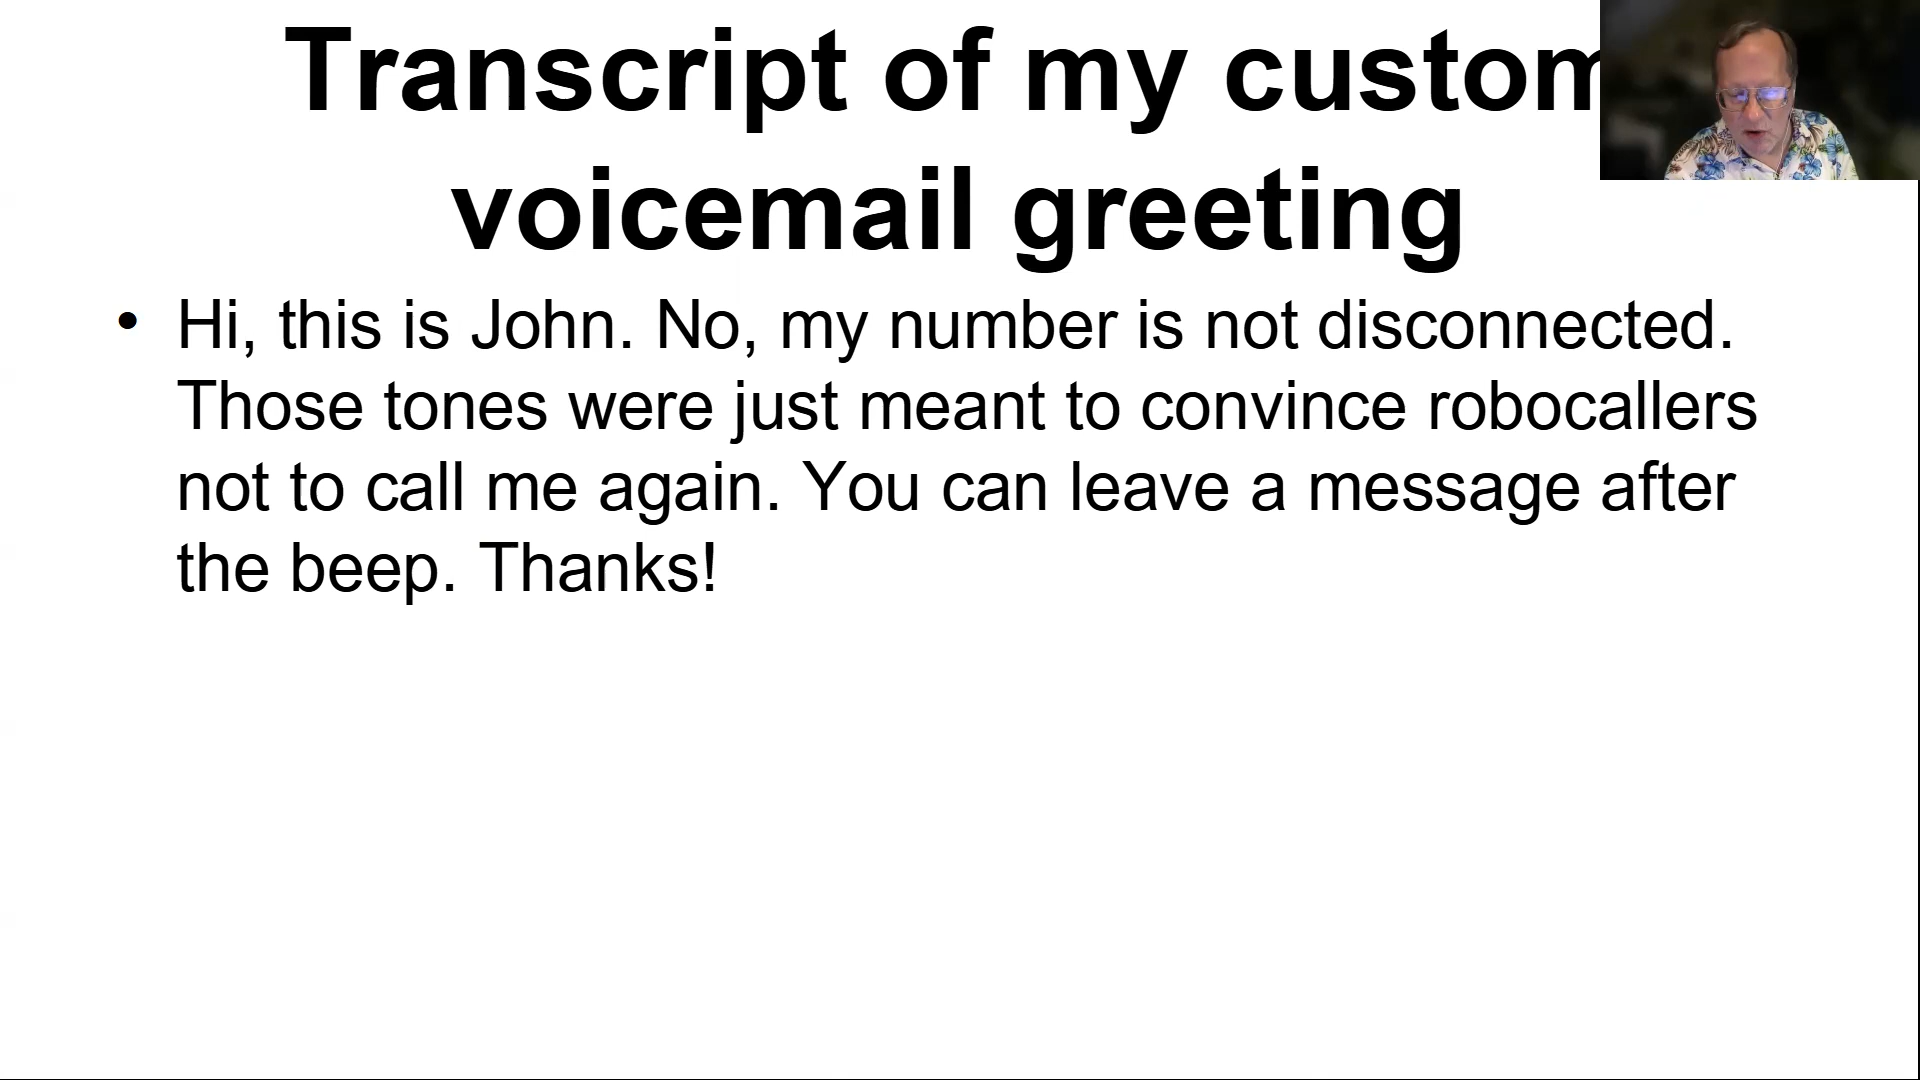 Transcript of my custom
voicemail greeting
• Hi, this is John. No, my number is not disconnected.
Those tones were just meant to convince robocallers
not to call me again. You can leave a message after
the beep. Thanks!